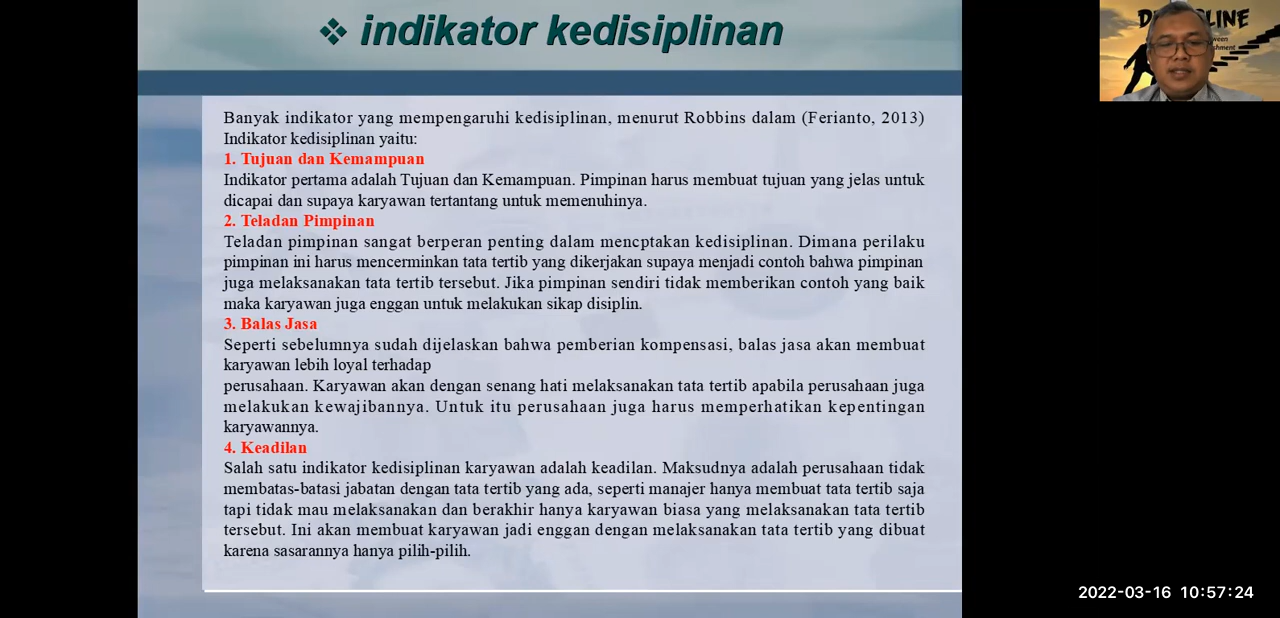 ❖ indikator kedisiplinan
Banyak indikator yang mempengaruhi kedisiplinan, menurut Robbins dalam (Ferianto, 2013)
Indikator kedisiplinan yaitu:
1. Tujuan dan Kemampuan
Indikator pertama adalah Tujuan dan Kemampuan. Pimpinan harus membuat tujuan yang jelas untuk
dicapai dan supaya karyawan tertantang untuk memenuhinya.
2. Teladan Pimpinan
Teladan pimpinan sangat berperan penting dalam mencptakan kedisiplinan. Dimana perilaku
pimpinan ini harus mencerminkan tata tertib yang dikerjakan supaya menjadi contoh bahwa pimpinan
juga melaksanakan tata tertib tersebut. Jika pimpinan sendiri tidak memberikan contoh yang baik
maka karyawan juga enggan untuk melakukan sikap disiplin.
3. Balas Jasa
Seperti sebelumnya sudah dijelaskan bahwa pemberian kompensasi, balas jasa akan membuat
karyawan lebih loyal terhadap
perusahaan. Karyawan akan dengan senang hati melaksanakan tata tertib apabila perusahaan juga
melakukan kewajibannya. Untuk itu perusahaan juga harus memperhatikan kepentingan
karyawannya.
4. Keadilan
Salah satu indikator kedisiplinan karyawan adalah keadilan. Maksudnya adalah perusahaan tidak
membatas-batasi jabatan dengan tata tertib yang ada, seperti manajer hanya membuat tata tertib saja
tapi tidak mau melaksanakan dan berakhir hanya karyawan biasa yang melaksanakan tata tertib
tersebut. Ini akan membuat karyawan jadi enggan dengan melaksanakan tata tertib yang dibuat
karena sasarannya hanya pilih-pilih.
2022-03-16 10:57:24